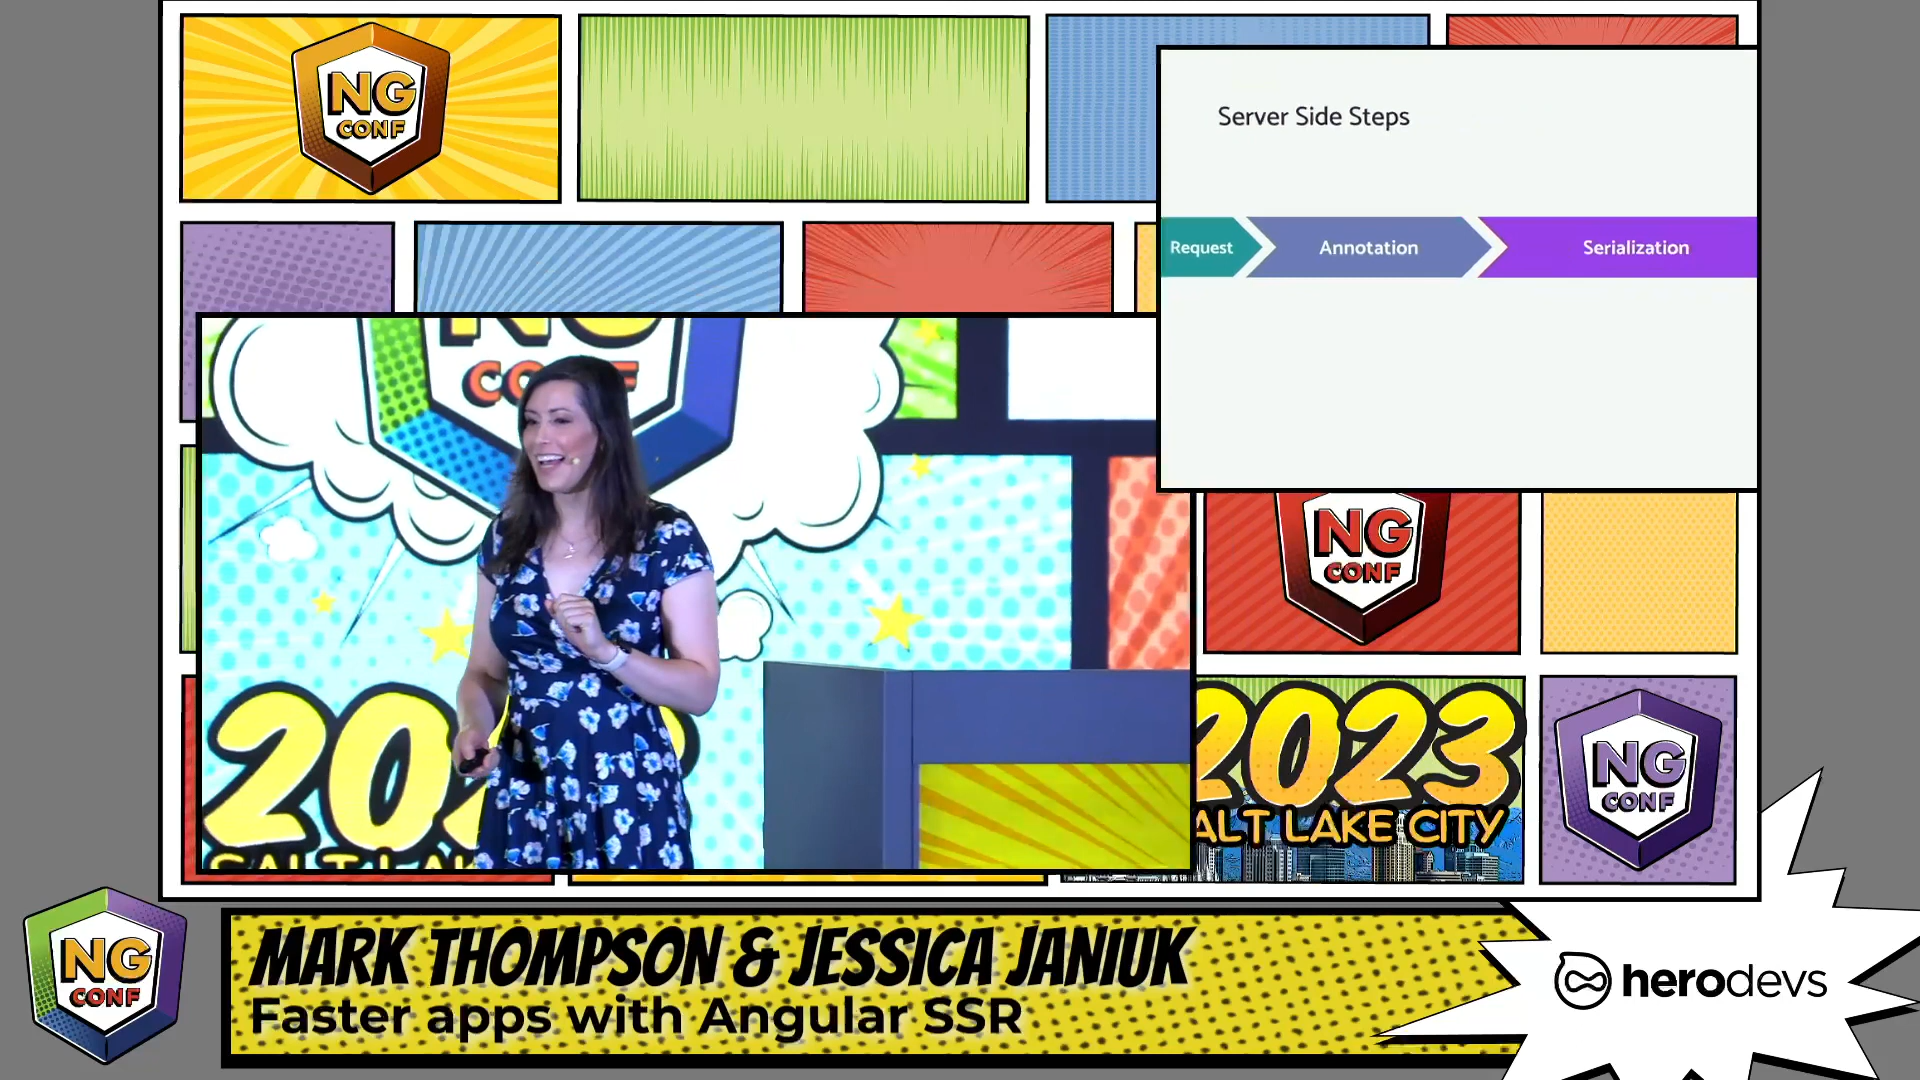 NG
CONF
Server Side Steps
Request
Annotation
Serialization
NG
CONF
2023
ALT LAKE CITY
NG
CONF
NG
CONF
MARK THOMPSON & JESSICA JANIUK
Faster apps with Angular SSR
herodevs